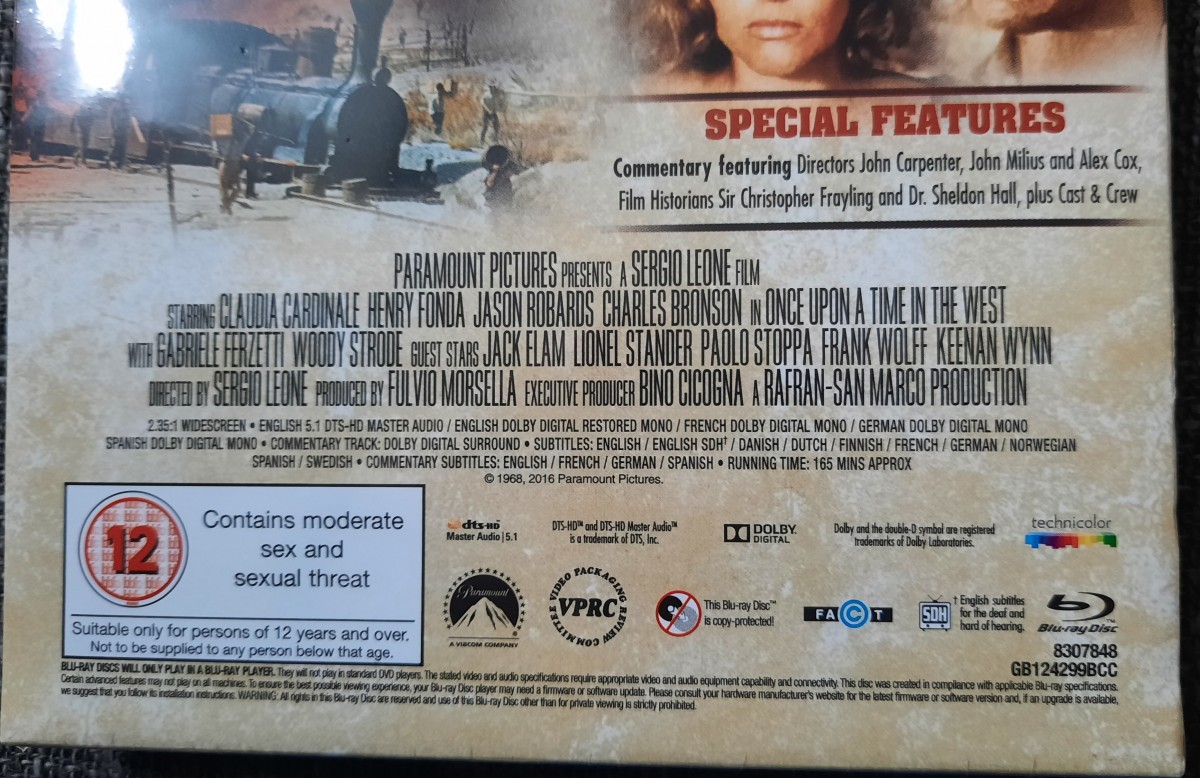 SPECIAL FEATURES
Commentary featuring Directors John Carpenter, John Milius and Alex Cox,
Film Historians Sir Christopher Frayling and Dr. Sheldon Hall, plus Cast & Crew
PARAMOUNT PICTURES PRESENTS A SERGIO LEONE FILM
STARRING CLAUDIA CARDINALE HENRY FONDA JASON ROBARDS CHARLES BRONSON IN ONCE UPON A TIME IN THE WEST
WITH GABRIELE FERZETTI WOODY STRODE GUEST STARS JACK ELAM LIONEL STANDER PAOLO STOPPA FRANK WOLFF KEENAN WYNN
DIRECTED BY SERGIO LEONE PRODUCED BY FULVIO MORSELLA EXECUTIVE PRODUCER BINO CICOGNA A RAFRAN-SAN MARCO PRODUCTION
2.35:1 WIDESCREEN • ENGLISH 5.1 DTS-HD MASTER AUDIO / ENGLISH DOLBY DIGITAL RESTORED MONO / FRENCH DOLBY DIGITAL MONO / GERMAN DOLBY DIGITAL MONO
SPANISH DOLBY DIGITAL MONO • COMMENTARY TRACK: DOLBY DIGITAL SURROUND • SUBTITLES: ENGLISH / ENGLISH SDH† / DANISH / DUTCH / FINNISH / FRENCH / GERMAN / NORWEGIAN
SPANISH / SWEDISH • COMMENTARY SUBTITLES: ENGLISH / FRENCH / GERMAN / SPANISH • RUNNING TIME: 165 MINS APPROX
© 1968, 2016 Paramount Pictures.
12
Contains moderate
sex and
sexual threat
Suitable only for persons of 12 years and over.
Not to be supplied to any person below that age.
dts-HD
Master Audio | 5.1
DTS-HD™ and DTS-HD Master Audio™
is a trademark of DTS, Inc.
DOLBY
DIGITAL
Dolby and the double-D symbol are registered
trademarks of Dolby Laboratories.
technicolor
Paramount
A VIACOM COMPANY
VIDEO PACKAGING REVIEW COMMITTEE
VPRC
This Blu-ray Disc™
is copy-protected!
FACT
SDH
† English subtitles
for the deaf and
hard of hearing.
Blu-ray Disc™
8307848
GB124299BCC
BLU-RAY DISCS WILL ONLY PLAY IN A BLU-RAY PLAYER. They will not play in standard DVD players. The stated video and audio specifications require appropriate video and audio equipment capability and connectivity. This disc was created in compliance with applicable Blu-ray specifications.
Certain advanced features may not play on all machines. To ensure the best possible viewing experience, your Blu-ray Disc player may need a firmware or software update. Please consult your hardware manufacturer's website for the latest firmware or software version and, if an upgrade is available,
we suggest that you follow its installation instructions. WARNING: All rights in this Blu-ray Disc are reserved and use of this Blu-ray Disc other than for private viewing is strictly prohibited.